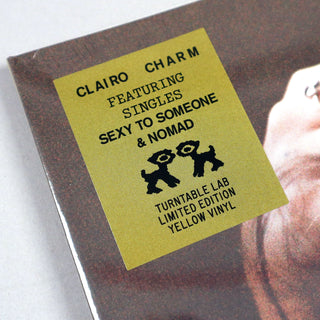 CLAIRO CHARM
FEATURING
SINGLES
SEXY TO SOMEONE
& NOMAD
TURNTABLE LAB
LIMITED EDITION
YELLOW VINYL